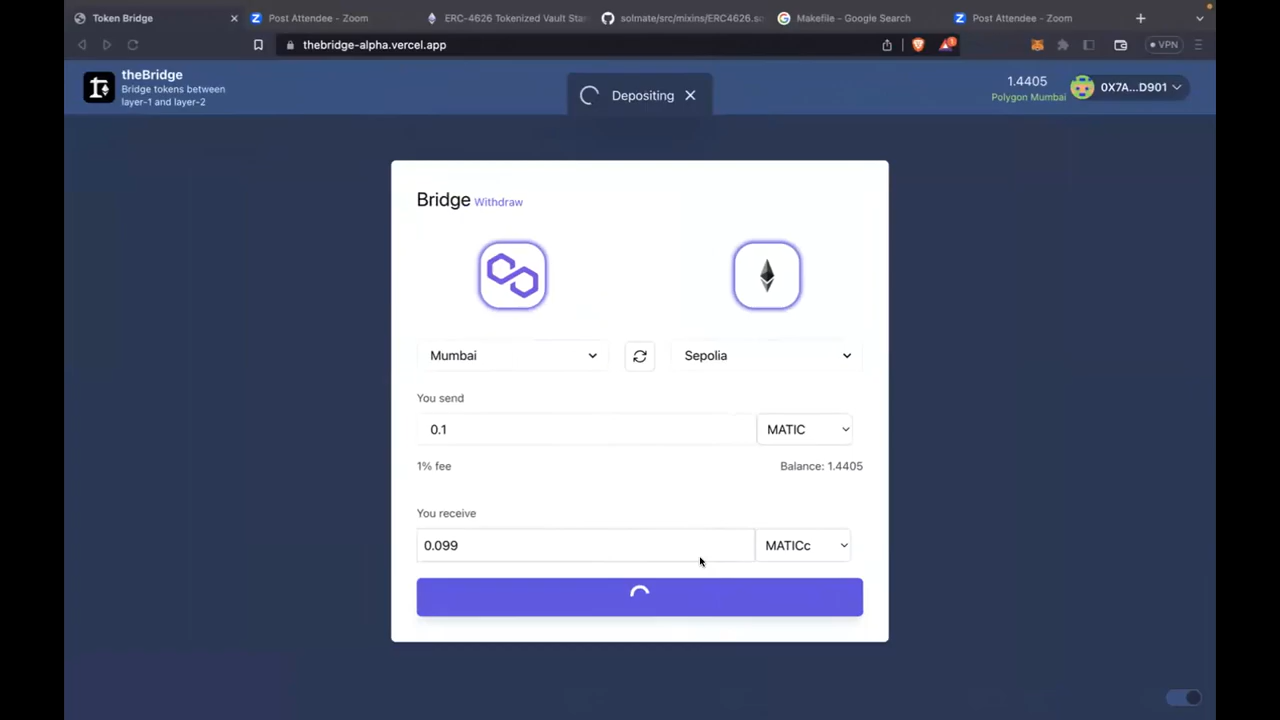 Token Bridge
Post Attendee - Zoom
ERC-4626 Tokenized Vault Sta
solmate/src/mixins/ERC4626.so
Makefile - Google Search
Post Attendee - Zoom
thebridge-alpha.vercel.app
VPN
theBridge
Bridge tokens between
layer-1 and layer-2
Depositing
1.4405
Polygon Mumbai
0X7A...D901
Bridge Withdraw
Mumbai
Sepolia
You send
0.1
MATIC
1% fee
Balance: 1.4405
You receive
0.099
MATICc